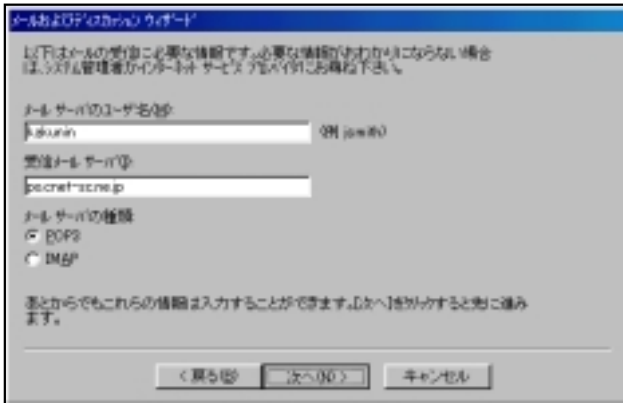 メールおよびディスカッション ウィザード
以下はメールの受信に必要な情報です。必要な情報がおわかりにならない場合
は、システム管理者かインターネット サービス プロバイダにお尋ね下さい。
メール サーバのユーザ名(M):
kakunin
(例 jsmith)
受信メール サーバ(I):
メール サーバの種類
POP3
IMAP
あとからでもこれらの情報は入力することができます。[次へ]をクリックすると先に進み
ます。
< 戻る(B)
次へ(N) >
キャンセル